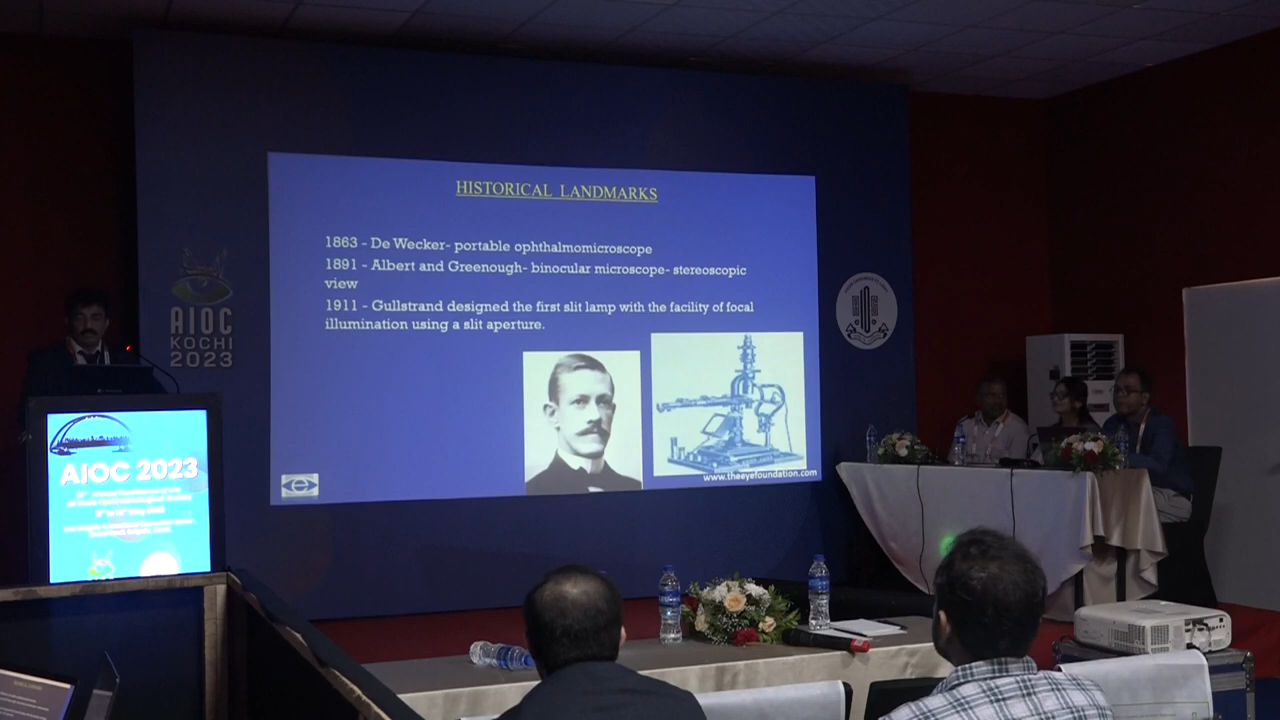 HISTORICAL LANDMARKS
1863 - De Wecker- portable ophthalmomicroscope
1891 - Albert and Greenough- binocular microscope- stereoscopic
view
1911 - Gullstrand designed the first slit lamp with the facility of focal
illumination using a slit aperture.
www.theeyefoundation.com
AIOC
KOCHI
2023
AIOC 2023